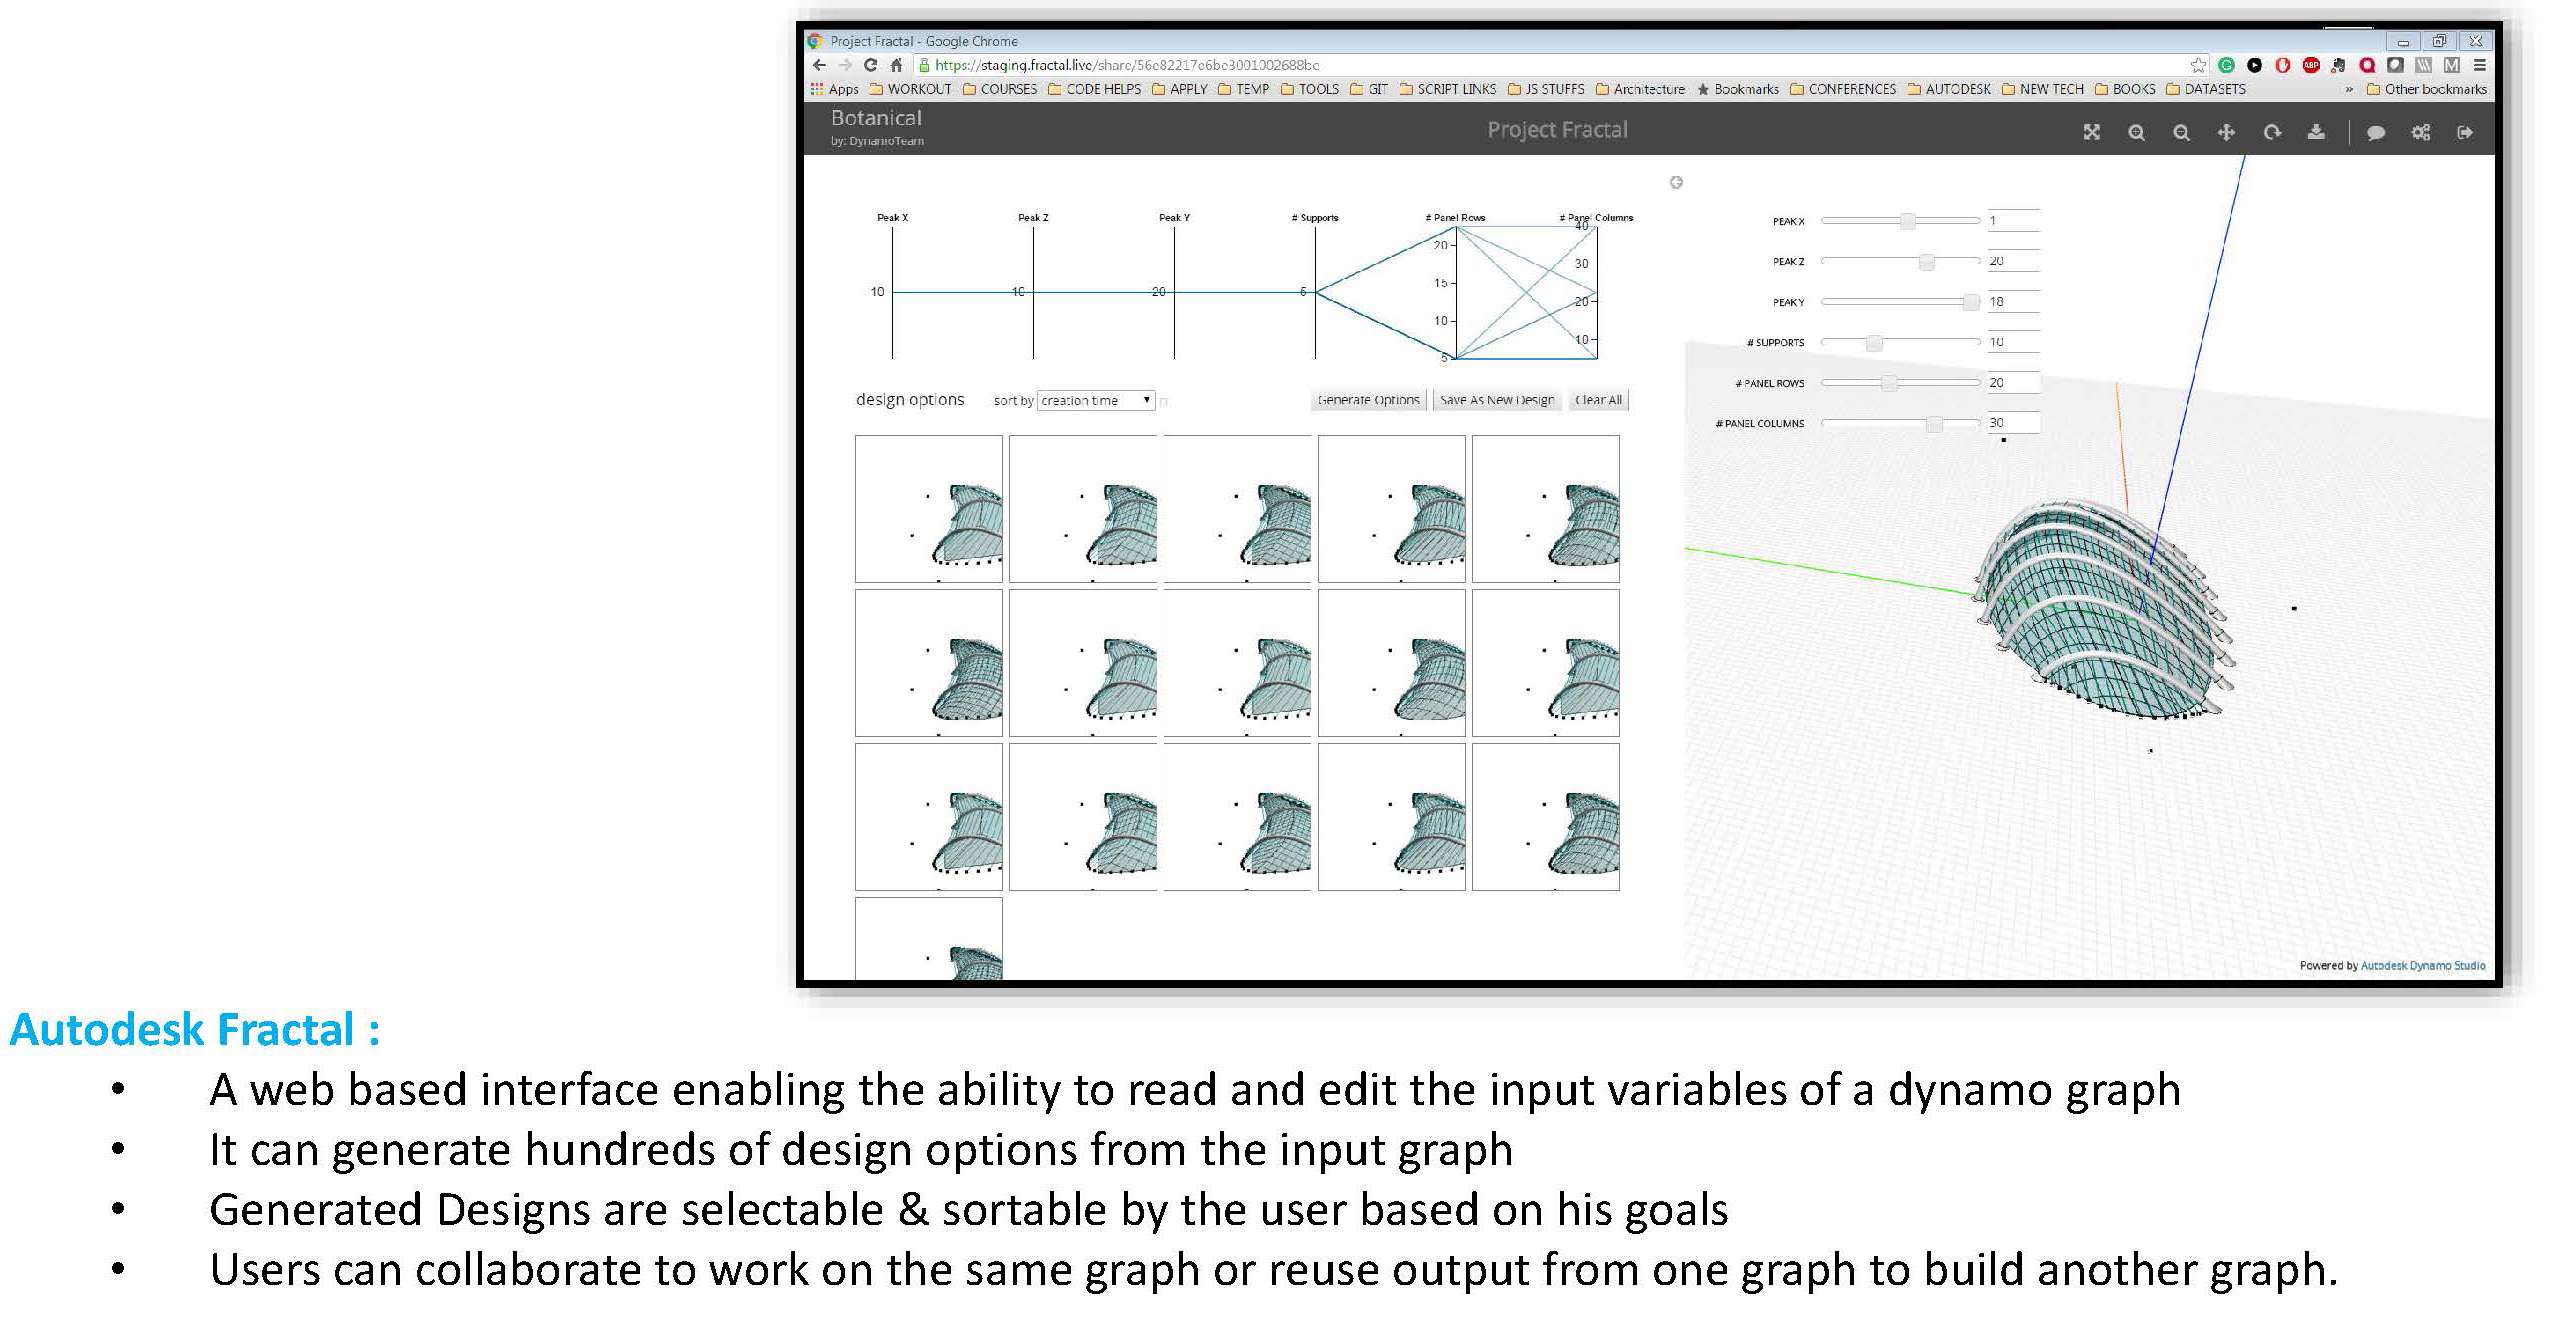 Project Fractal - Google Chrome
https://staging.fractal.live/share/56e82217e6be3001002688be
Apps WORKOUT COURSES CODE HELPS APPLY TEMP TOOLS GIT SCRIPT LINKS JS STUFFS Architecture Bookmarks CONFERENCES AUTODESK NEW TECH BOOKS DATASETS » Other bookmarks
Botanical
by: DynamoTeam
Project Fractal
Peak X Peak Z Peak Y # Supports # Panel Rows # Panel Columns
40
20
30
15
10 10 20 6
20
10
10
5
design options sort by creation time Generate Options Save As New Design Clear All
PEAK X 1
PEAK Z 20
PEAK Y 18
# SUPPORTS 10
# PANEL ROWS 20
# PANEL COLUMNS 30
Powered by Autodesk Dynamo Studio
Autodesk Fractal :
• A web based interface enabling the ability to read and edit the input variables of a dynamo graph
• It can generate hundreds of design options from the input graph
• Generated Designs are selectable & sortable by the user based on his goals
• Users can collaborate to work on the same graph or reuse output from one graph to build another graph.